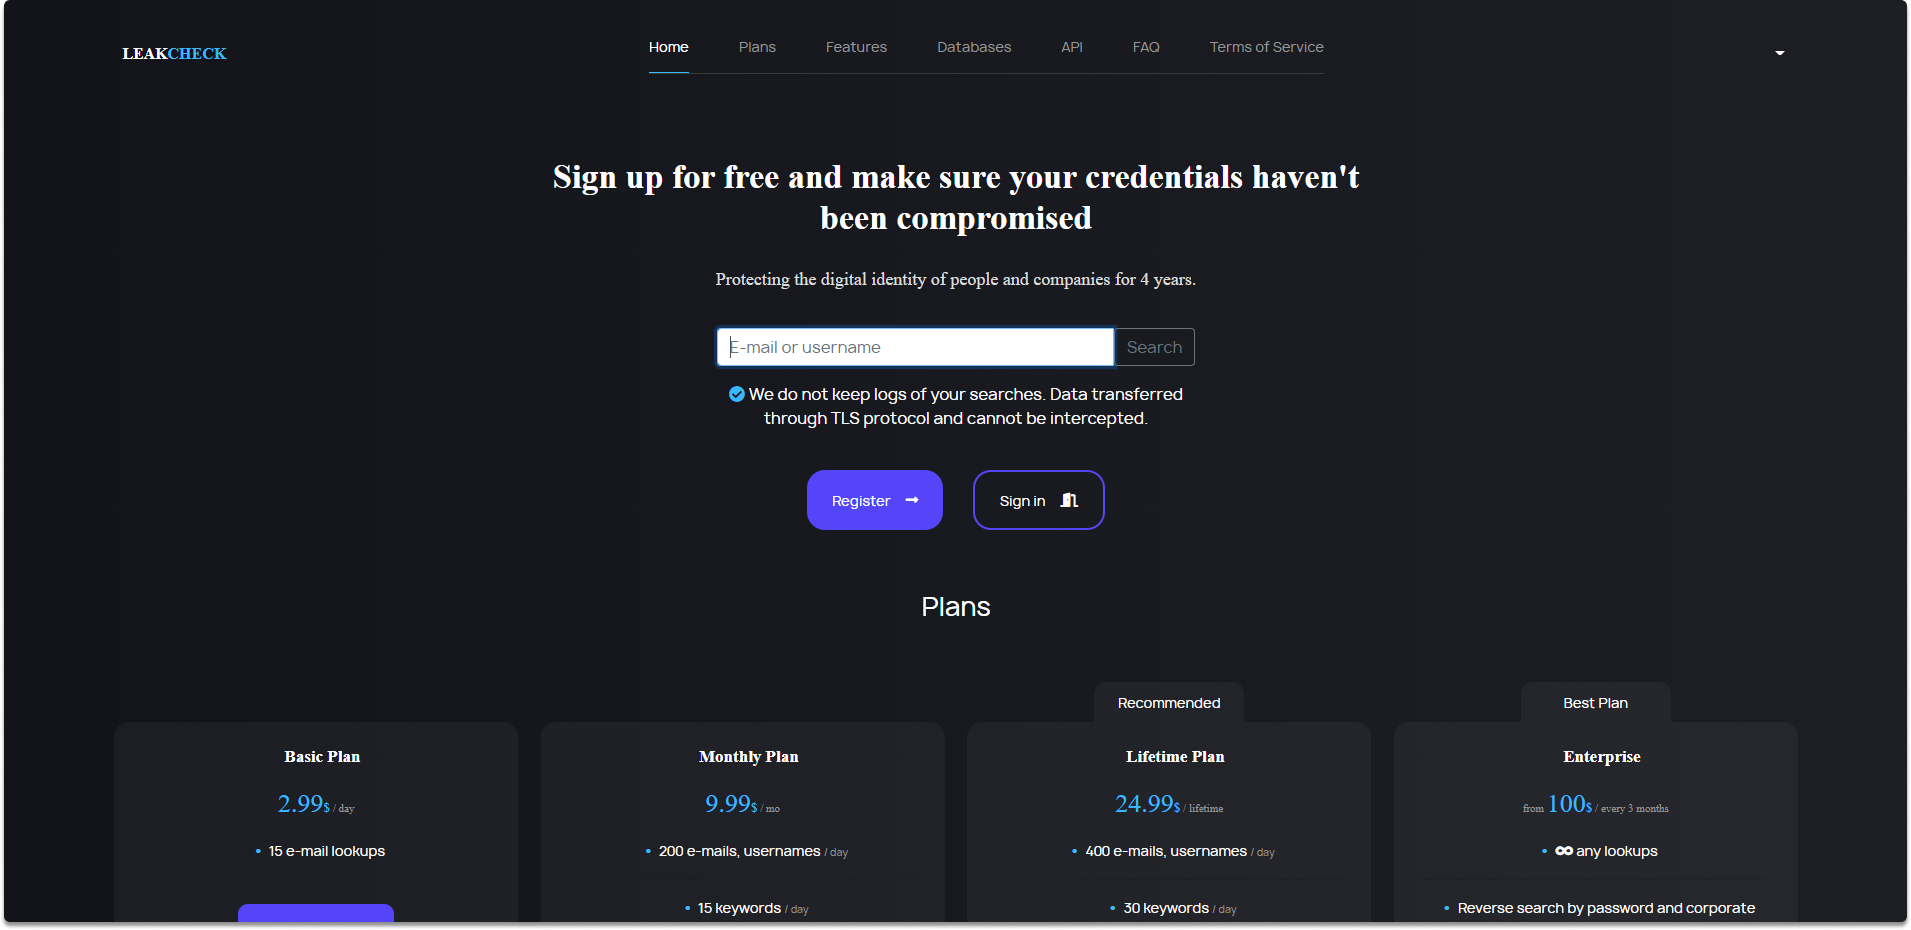 LEAKCHECK
Home Plans Features Databases API FAQ Terms of Service
Sign up for free and make sure your credentials haven't
been compromised
Protecting the digital identity of people and companies for 4 years.
E-mail or username Search
We do not keep logs of your searches. Data transferred
through TLS protocol and cannot be intercepted.
Register Sign in
Plans
Recommended Best Plan
Basic Plan Monthly Plan Lifetime Plan Enterprise
2.99$ / day 9.99$ / mo 24.99$ / lifetime from 100$ / every 3 months
• 15 e-mail lookups • 200 e-mails, usernames / day • 400 e-mails, usernames / day • ∞ any lookups
• 15 keywords / day • 30 keywords / day • Reverse search by password and corporate